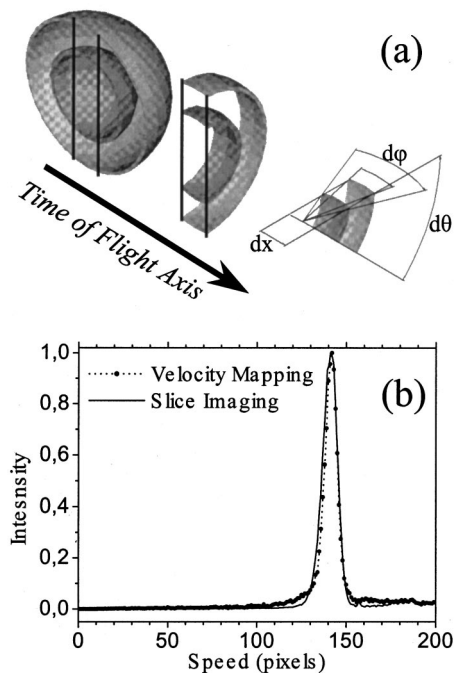 (a)
dφ
dx
dθ
Time of Flight Axis
(b)
Velocity Mapping
Slice Imaging
Intesnsity
1,0
0,8
0,6
0,4
0,2
0,0
0 50 100 150 200
Speed (pixels)